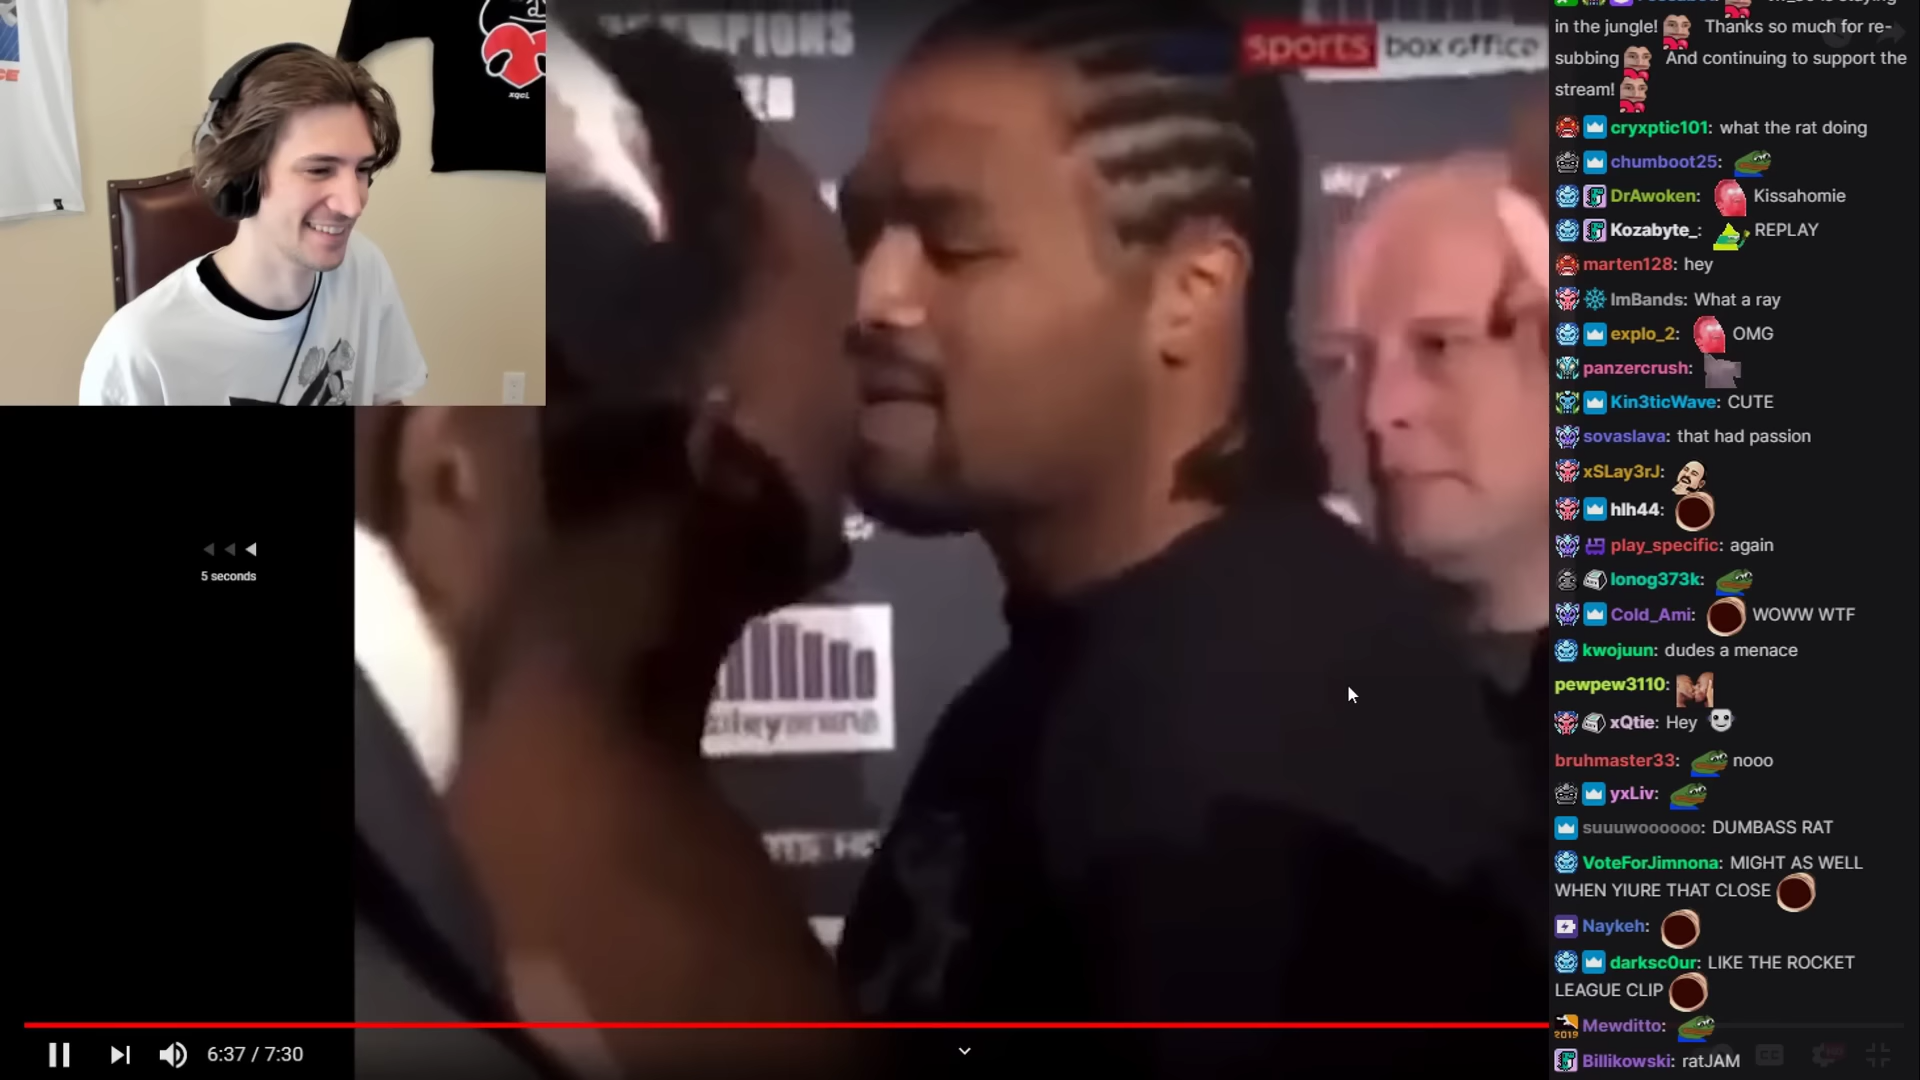 xqcL
CHAMPIONS
sports box office
5 seconds
6:37 / 7:30
in the jungle! Thanks so much for re-
subbing And continuing to support the
stream!
cryxptic101: what the rat doing
chumboot25:
DrAwoken: Kissahomie
Kozabyte_: REPLAY
marten128: hey
ImBands: What a ray
explo_2: OMG
panzercrush:
Kin3ticWave: CUTE
sovaslava: that had passion
xSLay3rJ:
hlh44:
play_specific: again
lonog373k:
Cold_Ami: WOWW WTF
kwojuun: dudes a menace
pewpew3110:
xQtie: Hey
bruhmaster33: nooo
yxLiv:
suuuwoooooo: DUMBASS RAT
VoteForJimnona: MIGHT AS WELL
WHEN YIURE THAT CLOSE
Naykeh:
darksc0ur: LIKE THE ROCKET
LEAGUE CLIP
2019 Mewditto:
Billikowski: ratJAM